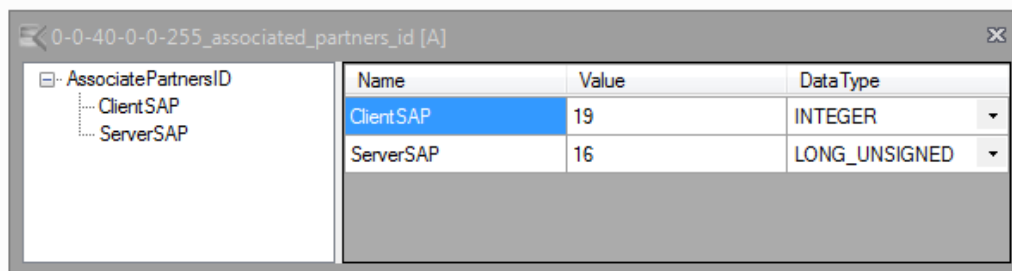 0-0-40-0-0-255_associated_partners_id [A]
AssociatePartnersID
ClientSAP
ServerSAP
Name Value DataType
ClientSAP 19 INTEGER
ServerSAP 16 LONG_UNSIGNED